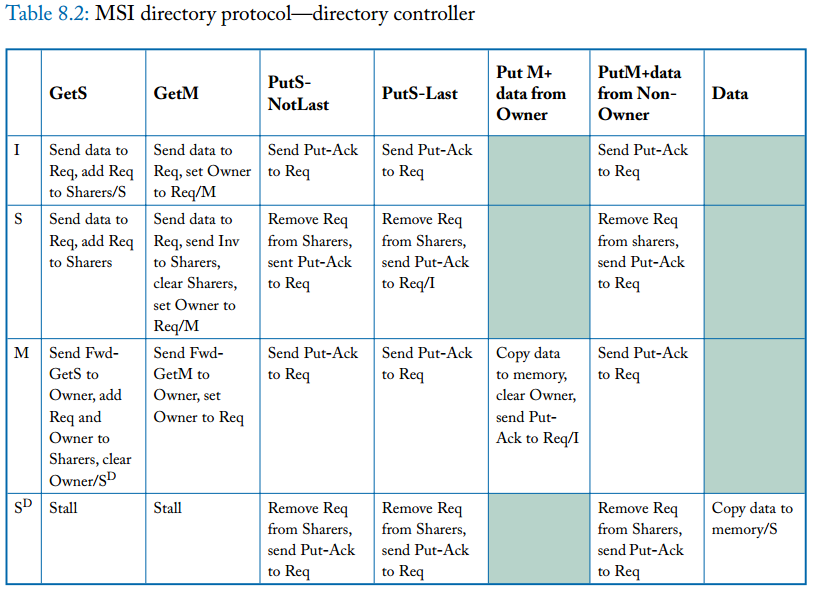 Table 8.2: MSI directory protocol—directory controller
GetS
GetM
PutS-
NotLast
PutS-Last
Put M+
data from
Owner
PutM+data
from Non-
Owner
Data
I
Send data to
Req, add Req
to Sharers/S
Send data to
Req, set Owner
to Req/M
Send Put-Ack
to Req
Send Put-Ack
to Req
Send Put-Ack
to Req
S
Send data to
Req, add Req
to Sharers
Send data to
Req, send Inv
to Sharers,
clear Sharers,
set Owner to
Req/M
Remove Req
from Sharers,
sent Put-Ack
to Req
Remove Req
from Sharers,
send Put-Ack
to Req/I
Remove Req
from sharers,
send Put-Ack
to Req
M
Send Fwd-
GetS to
Owner, add
Req and
Owner to
Sharers, clear
Owner/S^D
Send Fwd-
GetM to
Owner, set
Owner to Req
Send Put-Ack
to Req
Send Put-Ack
to Req
Copy data
to memory,
clear Owner,
send Put-
Ack to Req/I
Send Put-Ack
to Req
S^D
Stall
Stall
Remove Req
from Sharers,
send Put-Ack
to Req
Remove Req
from Sharers,
send Put-Ack
to Req
Remove Req
from Sharers,
send Put-Ack
to Req
Copy data to
memory/S